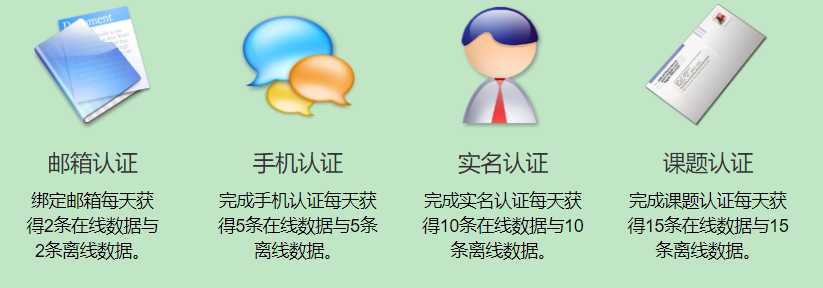 Document
邮箱认证
绑定邮箱每天获
得2条在线数据与
2条离线数据。
手机认证
完成手机认证每天获
得5条在线数据与5条
离线数据。
实名认证
完成实名认证每天获
得10条在线数据与10
条离线数据。
课题认证
完成课题认证每天获
得15条在线数据与15
条离线数据。